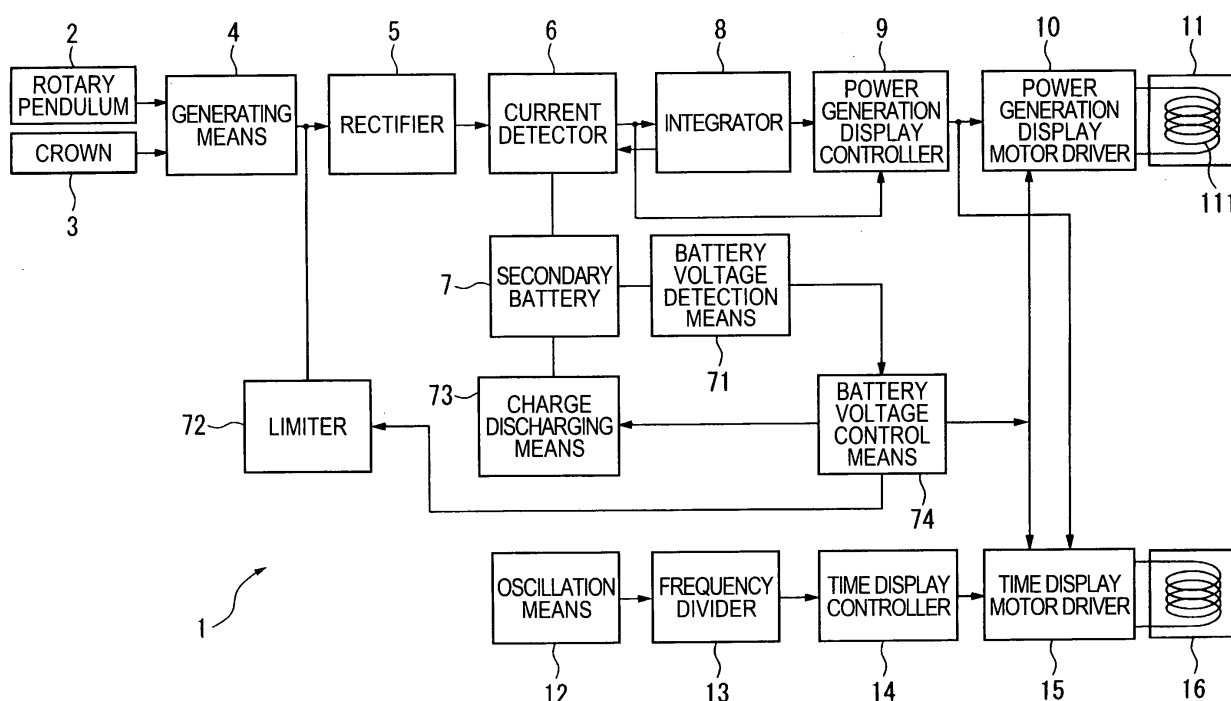 2
4
5
6
8
9
10
11
ROTARY
PENDULUM
CROWN
3
GENERATING
MEANS
RECTIFIER
CURRENT
DETECTOR
INTEGRATOR
POWER
GENERATION
DISPLAY
CONTROLLER
POWER
GENERATION
DISPLAY
MOTOR DRIVER
111
7
SECONDARY
BATTERY
BATTERY
VOLTAGE
DETECTION
MEANS
71
72
LIMITER
73
CHARGE
DISCHARGING
MEANS
BATTERY
VOLTAGE
CONTROL
MEANS
74
1
OSCILLATION
MEANS
FREQUENCY
DIVIDER
TIME DISPLAY
CONTROLLER
TIME DISPLAY
MOTOR DRIVER
12
13
14
15
16